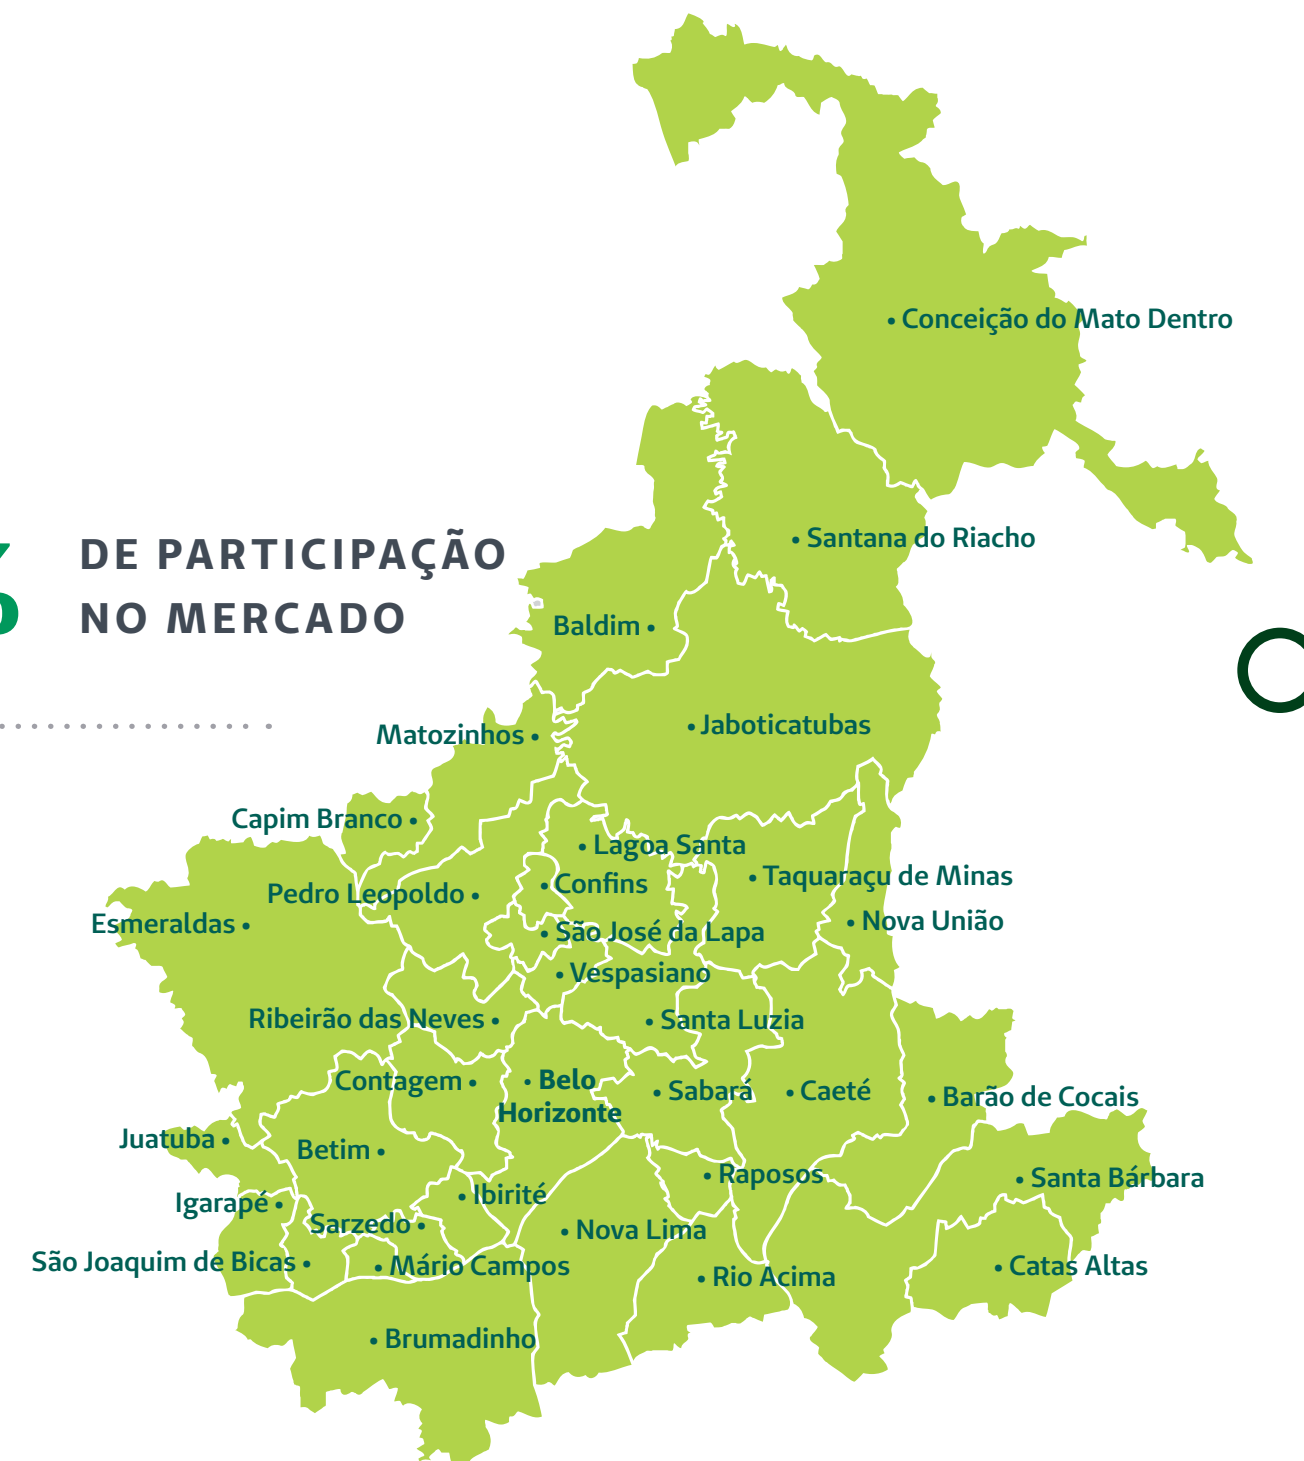 • Conceição do Mato Dentro
• Santana do Riacho
DE PARTICIPAÇÃO
NO MERCADO
Baldim •
• Jaboticatubas
Matozinhos •
Capim Branco •
• Lagoa Santa
• Taquaraçu de Minas
• Confins
Pedro Leopoldo •
• Nova União
Esmeraldas •
• São José da Lapa
• Vespasiano
Ribeirão das Neves •
• Santa Luzia
Contagem •
• Belo
Horizonte
• Sabará
• Caeté
• Barão de Cocais
Juatuba •
Betim •
• Raposos
• Santa Bárbara
Igarapé •
• Ibirité
Sarzedo •
• Nova Lima
São Joaquim de Bicas •
• Mário Campos
• Rio Acima
• Catas Altas
• Brumadinho